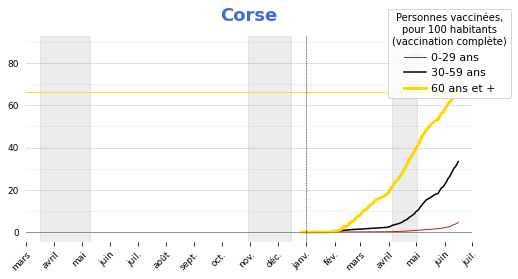 Corse
Personnes vaccinées,
pour 100 habitants
(vaccination complète)
0-29 ans
30-59 ans
60 ans et +
80
60
40
20
0
mars
avril
mai
juin
juil.
août
sept.
oct.
nov.
déc.
janv.
fév.
mars
avril
mai
juin
juil.